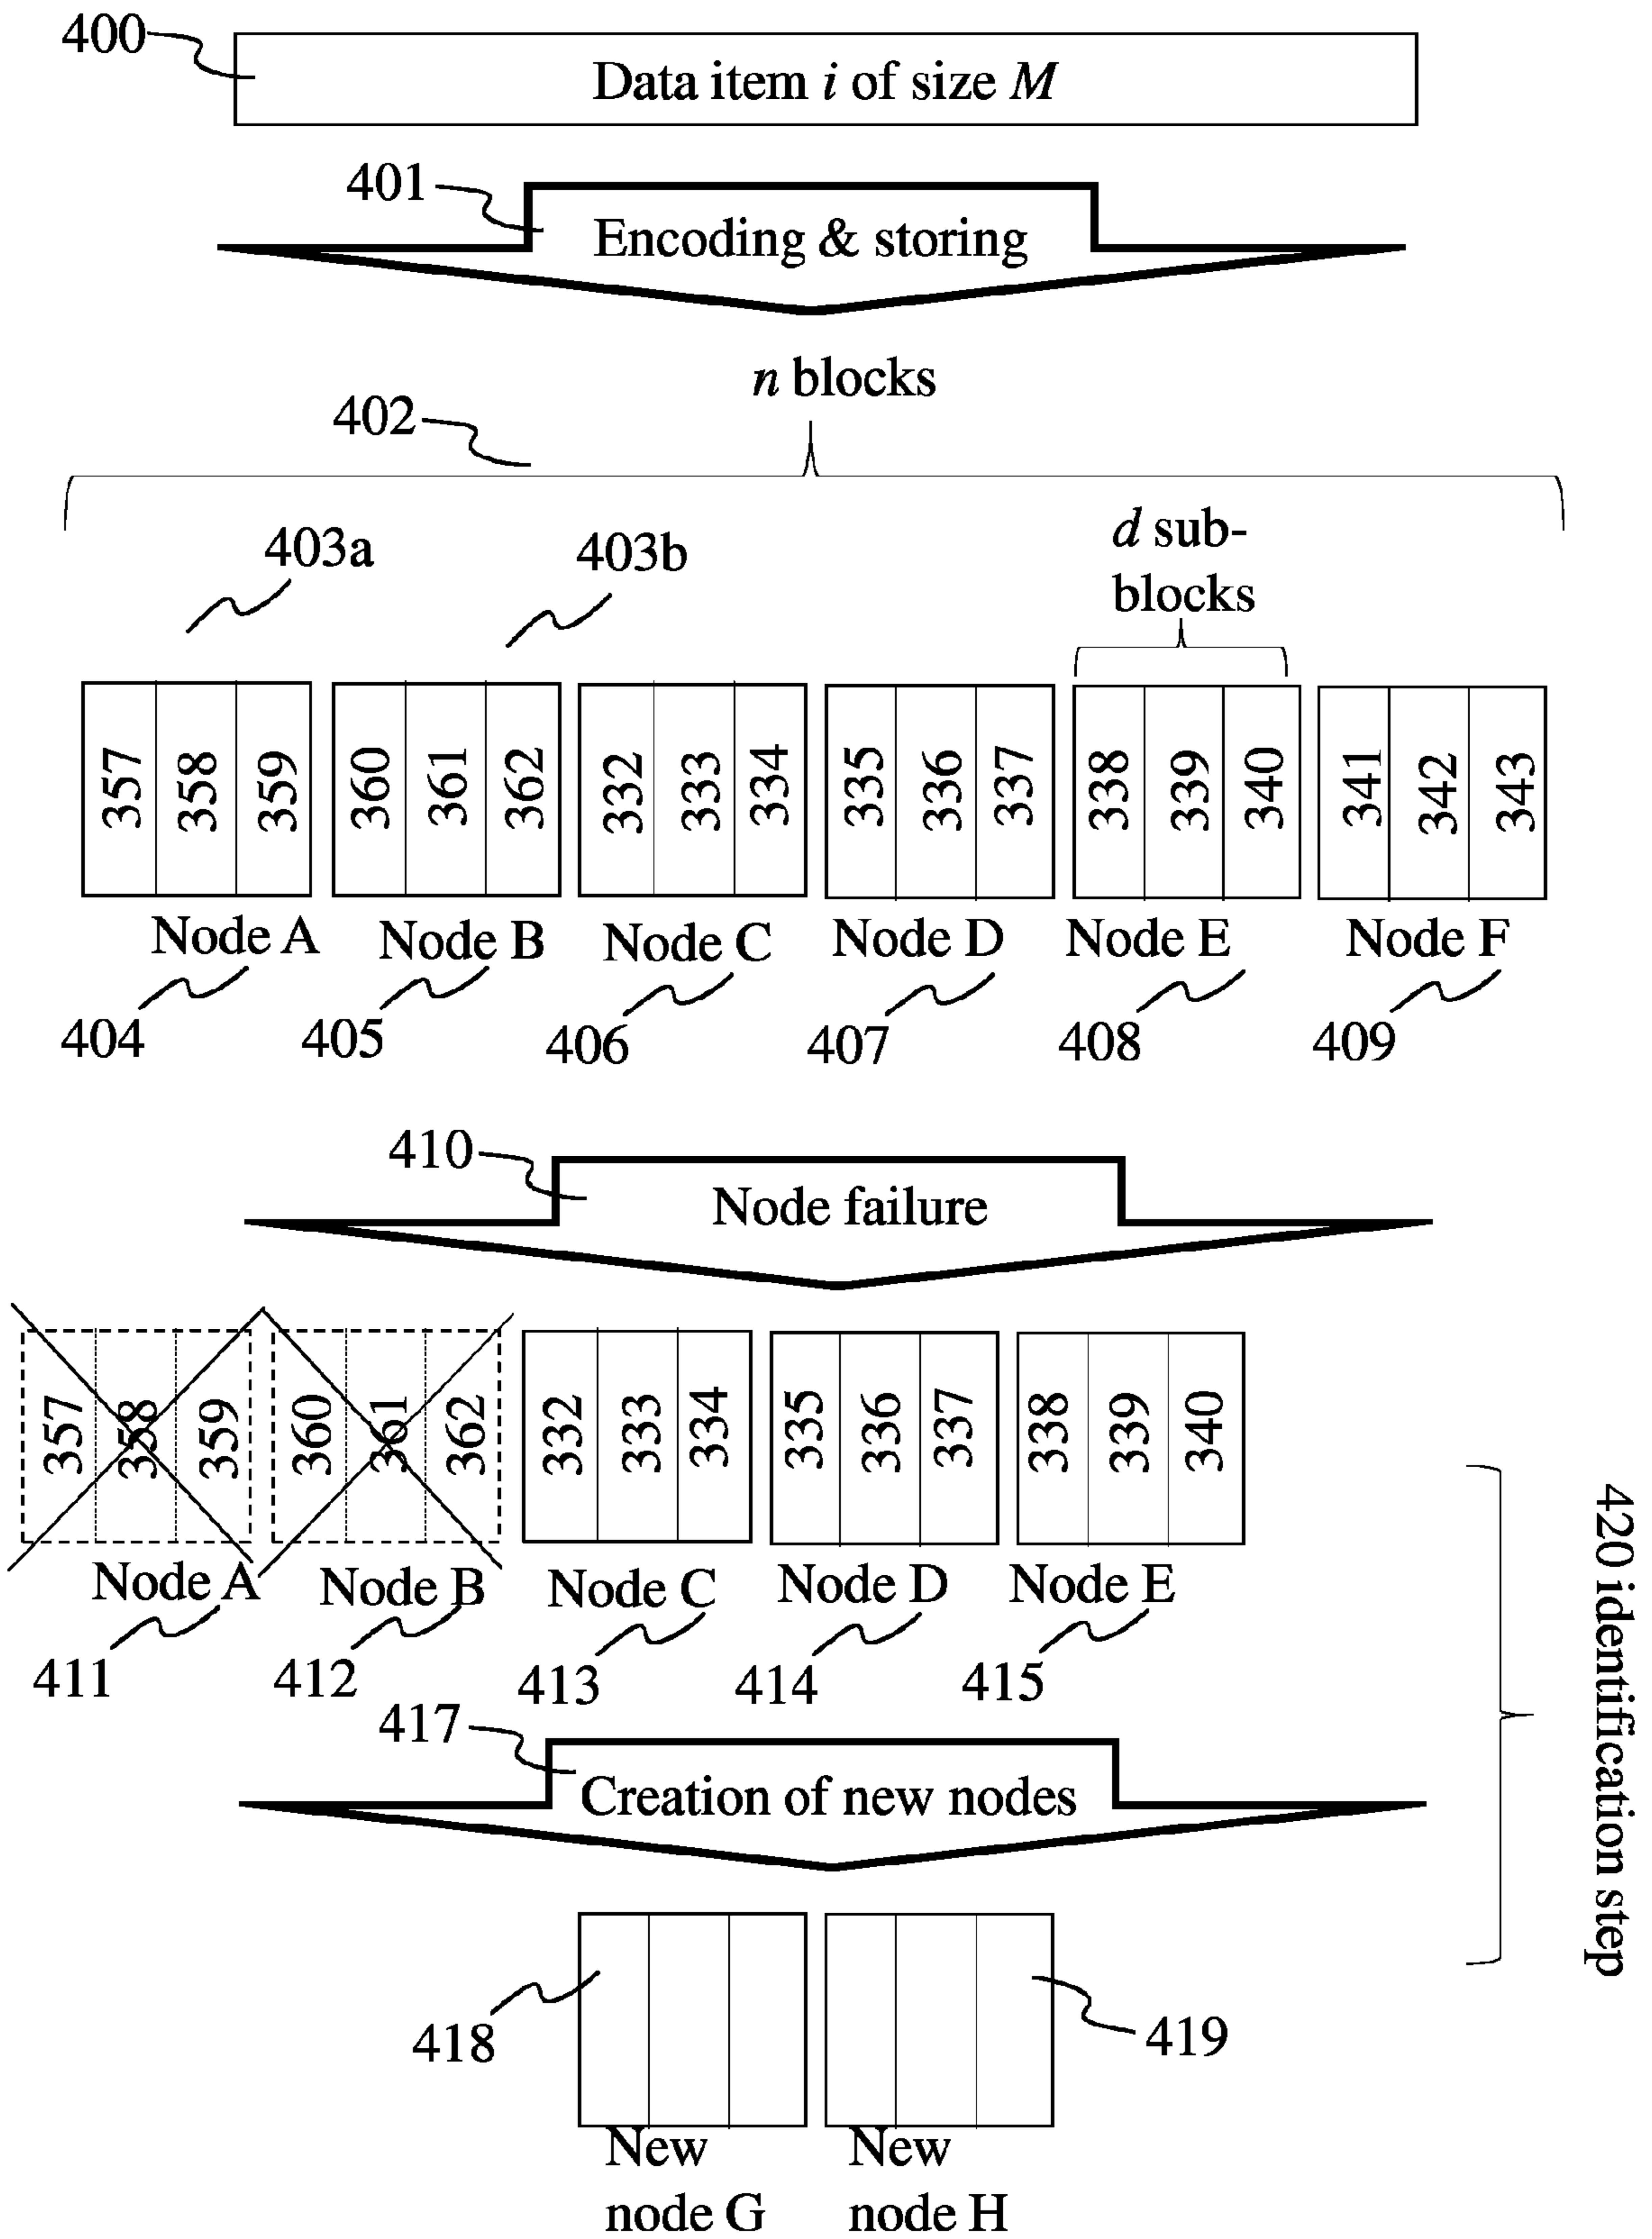 400
Data item i of size M
401
Encoding & storing
n blocks
402
403a
403b
d sub-
blocks
357 358 359 360 361 362 332 333 334 335 336 337 338 339 340 341 342 343
Node A Node B Node C Node D Node E Node F
404 405 406 407 408 409
410
Node failure
357 358 359 360 361 362 332 333 334 335 336 337 338 339 340
Node A Node B Node C Node D Node E
411 412 413 414 415
420 identification step
417
Creation of new nodes
418
419
New
node G
New
node H